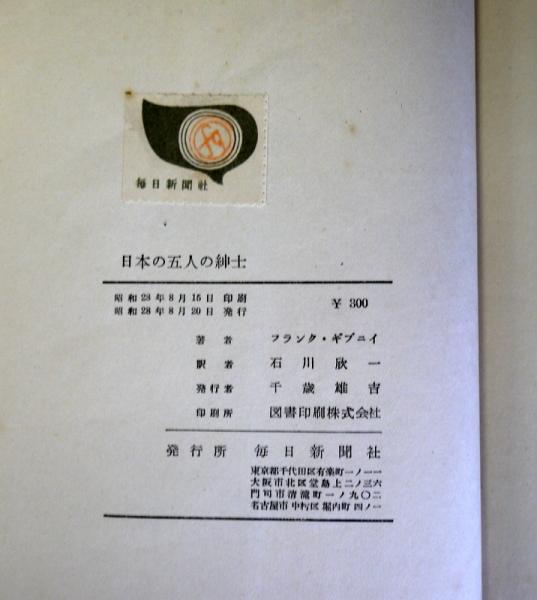 毎日新聞社
日本の五人の紳士
昭和28年8月15日 印刷
昭和28年8月20日 発行
¥ 300
著者 フランク・ギブニイ
訳者 石川欣一
発行者 千歳雄吉
印刷所 図書印刷株式会社
発行所 毎日新聞社
東京都千代田区有楽町一ノ一一
大阪市北区堂島上二ノ三六
門司市清滝町一ノ九〇二
名古屋市中村区堀内町四ノ一